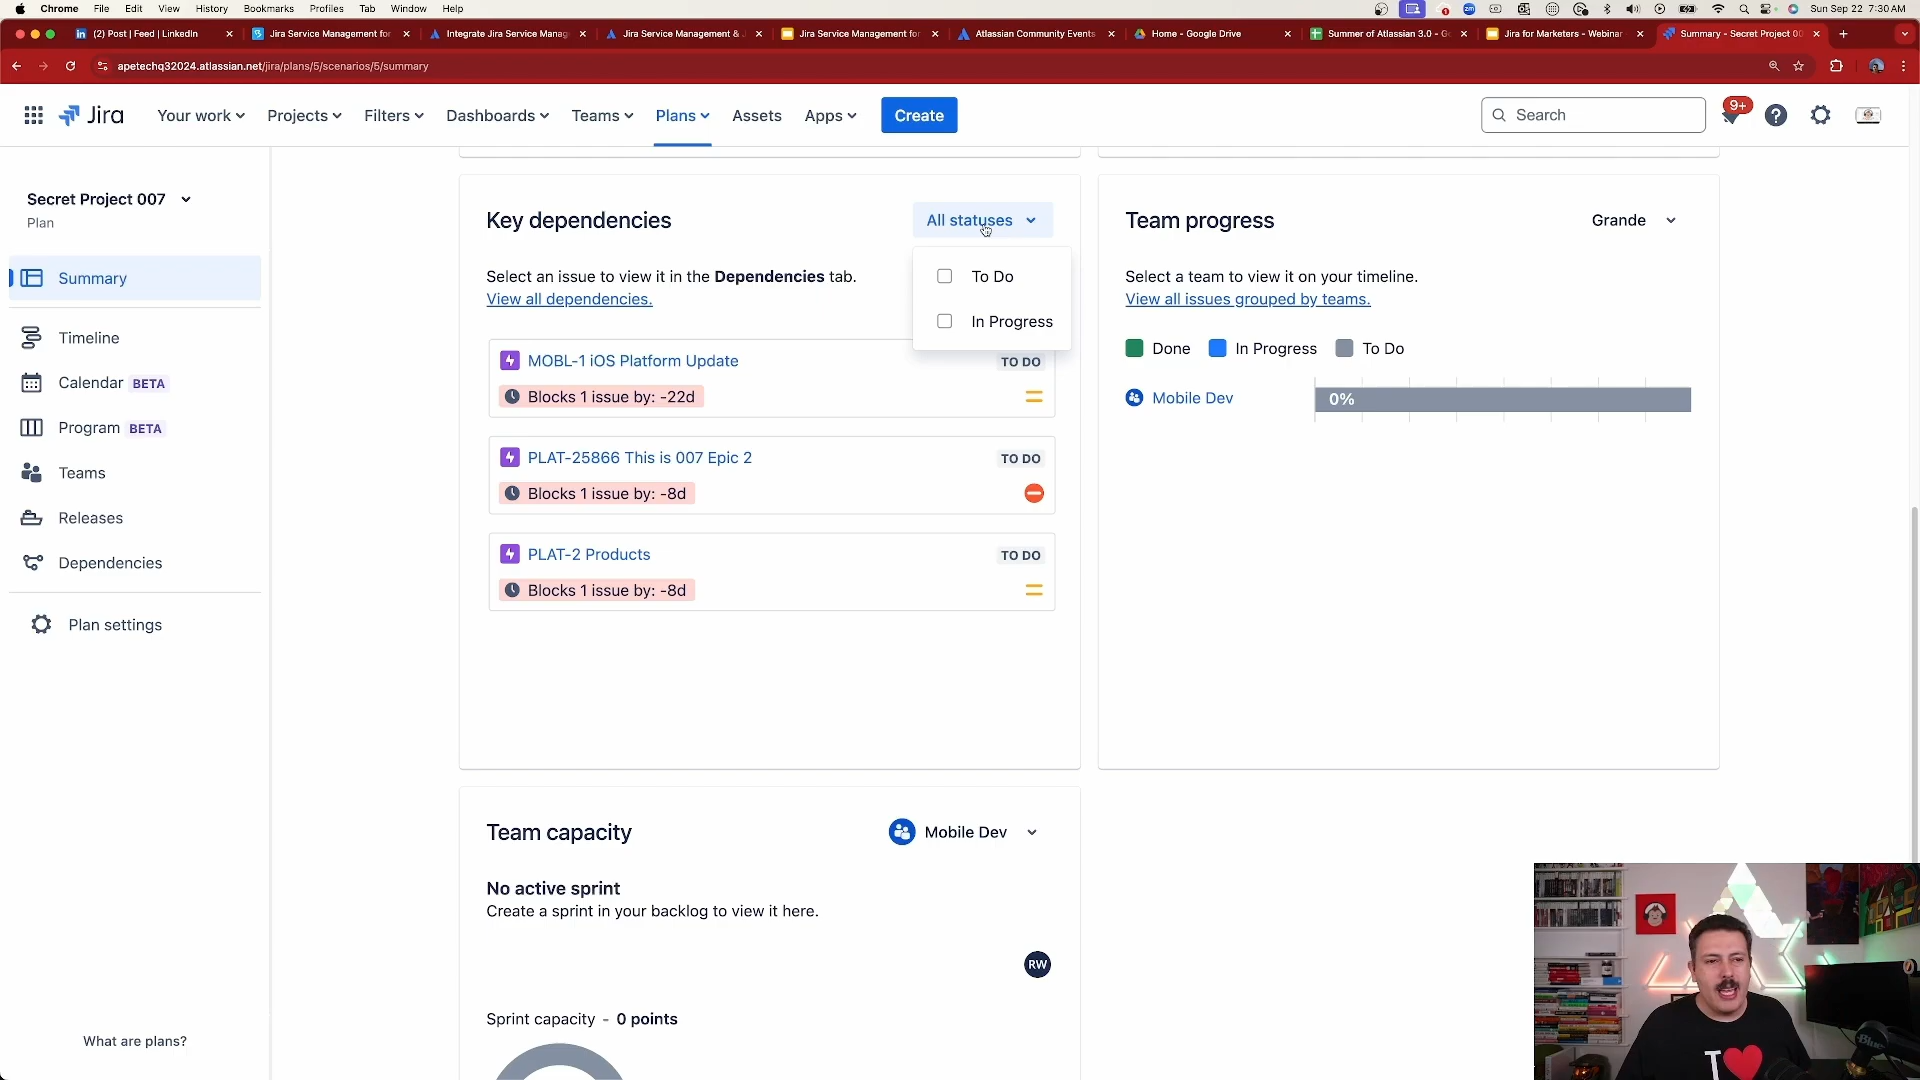 Chrome File Edit View History Bookmarks Profiles Tab Window Help
Sun Sep 22 7:30 AM
(2) Post | Feed | LinkedIn
Jira Service Management for
Integrate Jira Service Manag
Jira Service Management & J
Jira Service Management for
Atlassian Community Events
Home - Google Drive
Summer of Atlassian 3.0 - Go
Jira for Marketers - Webinar
Summary - Secret Project 00
apetechq32024.atlassian.net/jira/plans/5/scenarios/5/summary
Jira
Your work
Projects
Filters
Dashboards
Teams
Plans
Assets
Apps
Create
Search
9+
Secret Project 007
Plan
Summary
Timeline
Calendar BETA
Program BETA
Teams
Releases
Dependencies
Plan settings
What are plans?
Key dependencies
All statuses
To Do
In Progress
Select an issue to view it in the Dependencies tab.
View all dependencies.
MOBL-1 iOS Platform Update
TO DO
Blocks 1 issue by: -22d
PLAT-25866 This is 007 Epic 2
TO DO
Blocks 1 issue by: -8d
PLAT-2 Products
TO DO
Blocks 1 issue by: -8d
Team progress
Grande
Select a team to view it on your timeline.
View all issues grouped by teams.
Done
In Progress
To Do
Mobile Dev
0%
Team capacity
Mobile Dev
No active sprint
Create a sprint in your backlog to view it here.
RW
Sprint capacity - 0 points
I
Blue